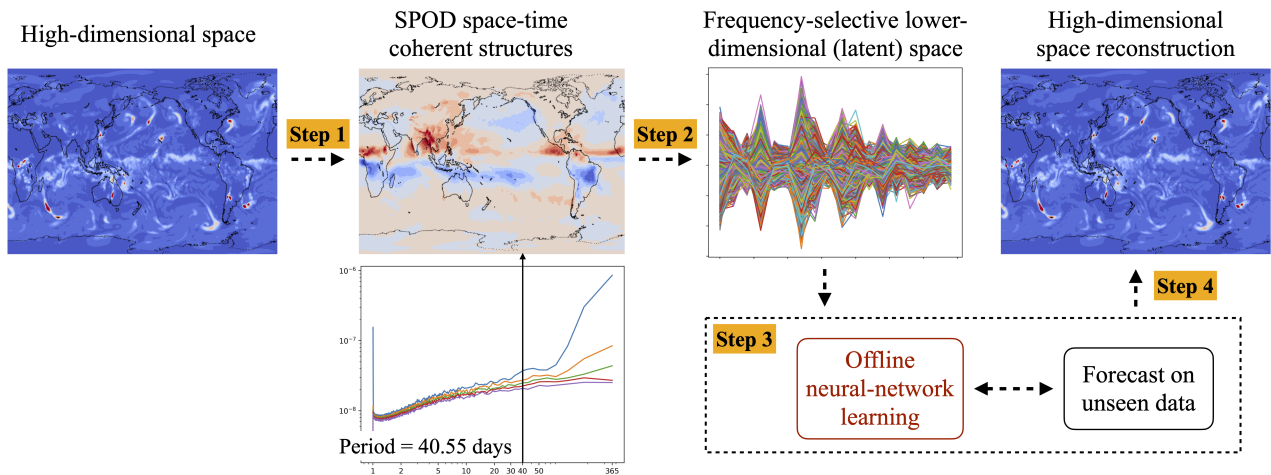 High-dimensional space
SPOD space-time
coherent structures
Frequency-selective lower-
dimensional (latent) space
High-dimensional
space reconstruction
Step 1
Step 2
10⁻⁶
10⁻⁷
10⁻⁸
Period = 40.55 days
1 2 5 10 20 30 40 50 365
Step 3
Offline
neural-network
learning
Forecast on
unseen data
Step 4